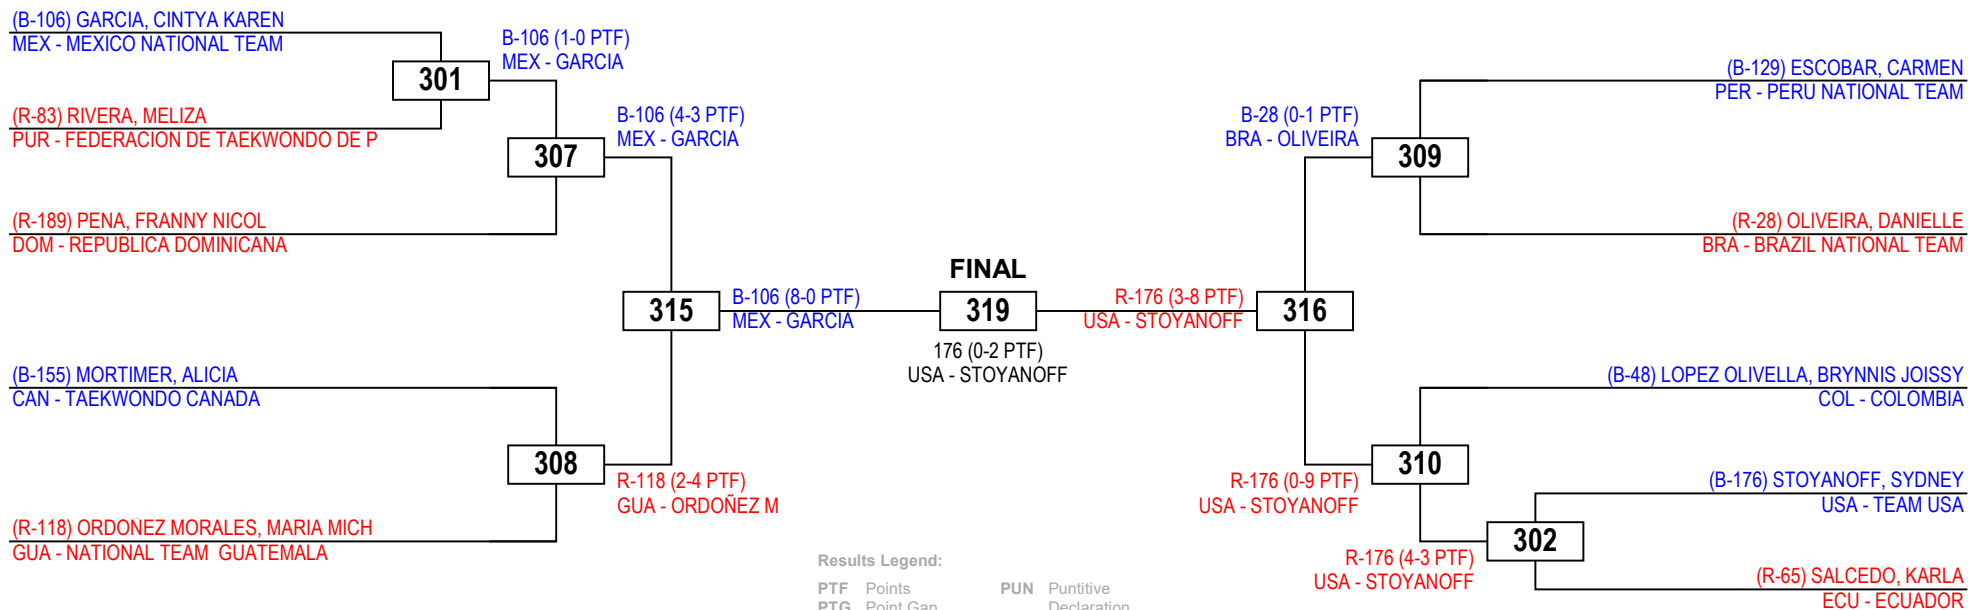 (B-106) GARCIA, CINTYA KAREN
MEX - MEXICO NATIONAL TEAM
B-106 (1-0 PTF)
MEX - GARCIA
301
(R-83) RIVERA, MELIZA
PUR - FEDERACION DE TAEKWONDO DE P
B-106 (4-3 PTF)
MEX - GARCIA
307
(R-189) PENA, FRANNY NICOL
DOM - REPUBLICA DOMINICANA
315
B-106 (8-0 PTF)
MEX - GARCIA
(B-155) MORTIMER, ALICIA
CAN - TAEKWONDO CANADA
308
R-118 (2-4 PTF)
GUA - ORDOÑEZ M
(R-118) ORDONEZ MORALES, MARIA MICH
GUA - NATIONAL TEAM  GUATEMALA
FINAL
319
176 (0-2 PTF)
USA - STOYANOFF
(B-129) ESCOBAR, CARMEN
PER - PERU NATIONAL TEAM
B-28 (0-1 PTF)
BRA - OLIVEIRA
309
(R-28) OLIVEIRA, DANIELLE
BRA - BRAZIL NATIONAL TEAM
R-176 (3-8 PTF)
USA - STOYANOFF
316
(B-48) LOPEZ OLIVELLA, BRYNNIS JOISSY
COL - COLOMBIA
310
R-176 (0-9 PTF)
USA - STOYANOFF
(B-176) STOYANOFF, SYDNEY
USA - TEAM USA
302
R-176 (4-3 PTF)
USA - STOYANOFF
(R-65) SALCEDO, KARLA
ECU - ECUADOR
Results Legend:
PTF Points PUN Puntitive
PTG Point Gap Declaration